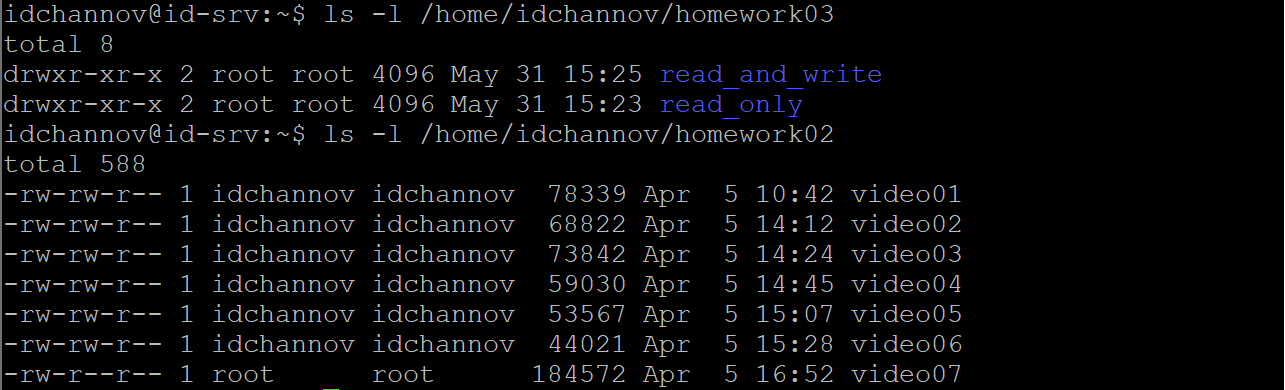 idchannov@id-srv:~$ ls -l /home/idchannov/homework03
total 8
drwxr-xr-x 2 root root 4096 May 31 15:25 read_and_write
drwxr-xr-x 2 root root 4096 May 31 15:23 read_only
idchannov@id-srv:~$ ls -l /home/idchannov/homework02
total 588
-rw-rw-r-- 1 idchannov idchannov  78339 Apr  5 10:42 video01
-rw-rw-r-- 1 idchannov idchannov  68822 Apr  5 14:12 video02
-rw-rw-r-- 1 idchannov idchannov  73842 Apr  5 14:24 video03
-rw-rw-r-- 1 idchannov idchannov  59030 Apr  5 14:45 video04
-rw-rw-r-- 1 idchannov idchannov  53567 Apr  5 15:07 video05
-rw-rw-r-- 1 idchannov idchannov  44021 Apr  5 15:28 video06
-rw-r--r-- 1 root      root      184572 Apr  5 16:52 video07